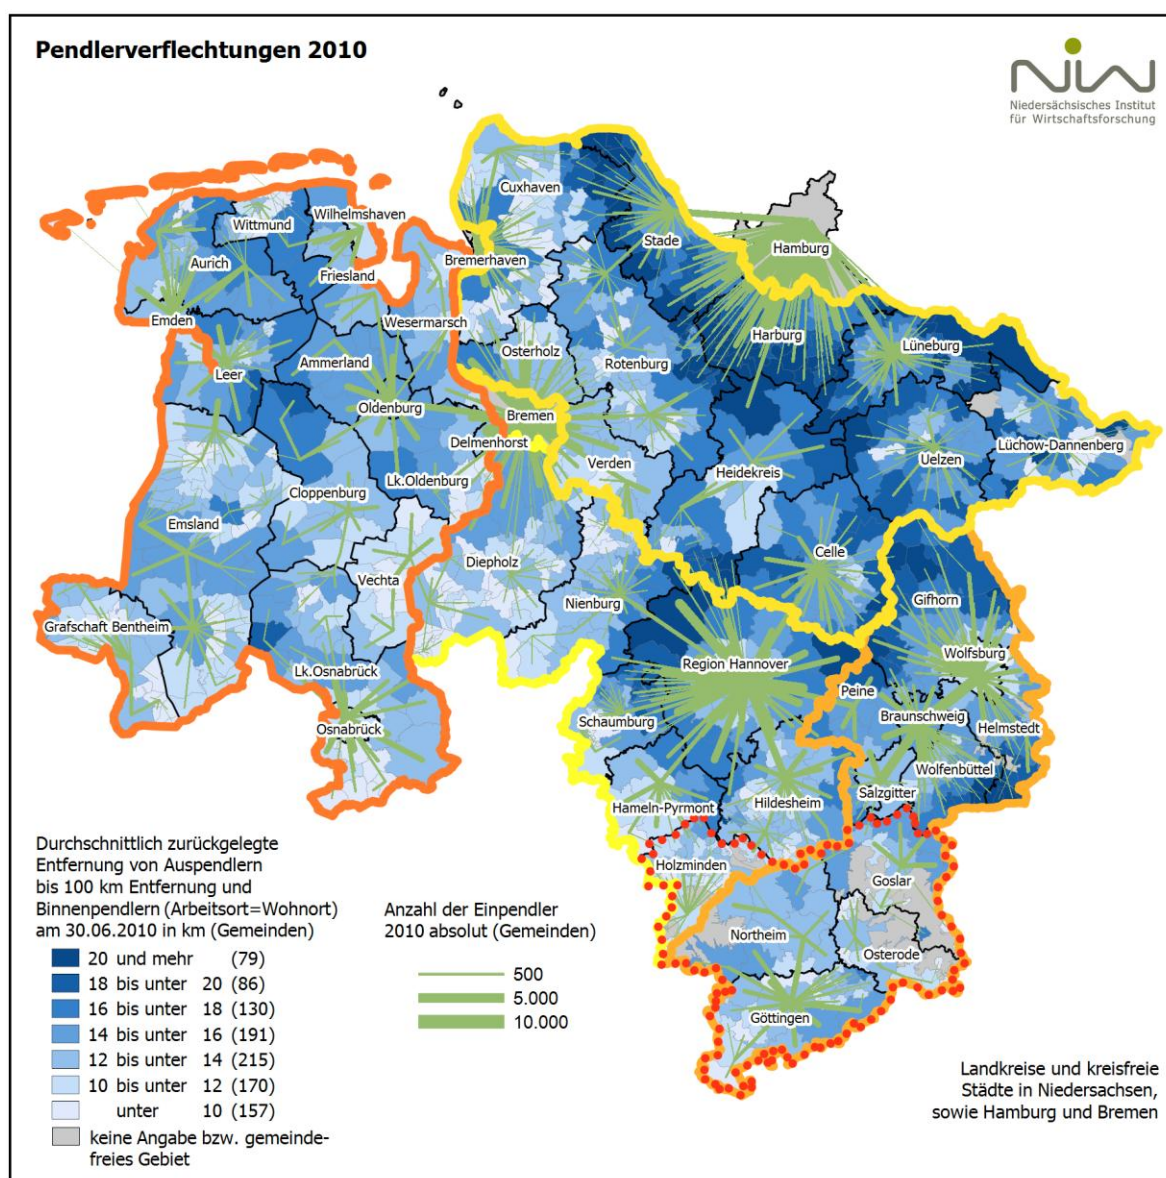 Pendlerverflechtungen 2010
NIW
Niedersächsisches Institut
für Wirtschaftsforschung
Cuxhaven
Wilhelmshaven
Wittmund
Stade
Hamburg
Aurich
Bremerhaven
Friesland
Emden
Wesermarsch
Harburg
Lüneburg
Osterholz
Ammerland
Rotenburg
Leer
Oldenburg
Bremen
Delmenhorst
Lüchow-Dannenberg
Uelzen
Verden
Heidekreis
Lk.Oldenburg
Cloppenburg
Emsland
Celle
Diepholz
Vechta
Nienburg
Gifhorn
Grafschaft Bentheim
Wolfsburg
Region Hannover
Lk.Osnabrück
Peine
Braunschweig
Schaumburg
Osnabrück
Helmstedt
Wolfenbüttel
Salzgitter
Hildesheim
Hameln-Pyrmont
Holzminden
Goslar
Northeim
Osterode
Göttingen
Durchschnittlich zurückgelegte
Entfernung von Auspendlern
bis 100 km Entfernung und
Binnenpendlern (Arbeitsort=Wohnort)
am 30.06.2010 in km (Gemeinden)
20 und mehr (79)
18 bis unter 20 (86)
16 bis unter 18 (130)
14 bis unter 16 (191)
12 bis unter 14 (215)
10 bis unter 12 (170)
unter 10 (157)
keine Angabe bzw. gemeinde-
freies Gebiet
Anzahl der Einpendler
2010 absolut (Gemeinden)
500
5.000
10.000
Landkreise und kreisfreie
Städte in Niedersachsen,
sowie Hamburg und Bremen